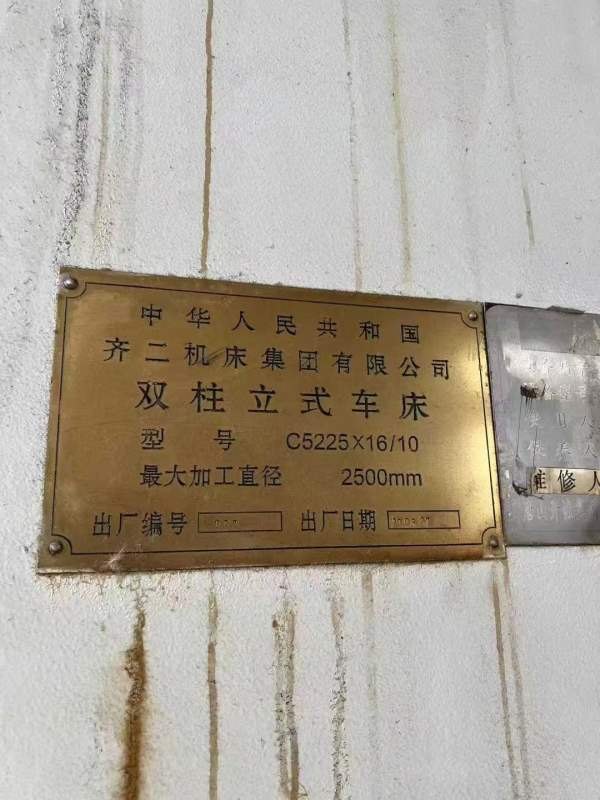 中华人民共和国
齐二机床集团有限公司
双柱立式车床
型 号 C5225×16/10
最大加工直径 2500mm
出厂编号 出厂日期
维修人